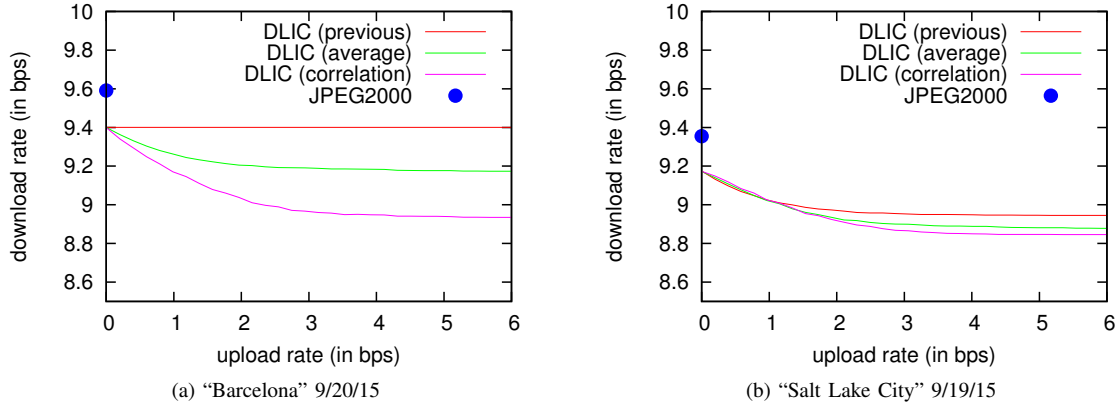 10
9.8
9.6
9.4
9.2
9
8.8
8.6
download rate (in bps)
DLIC (previous)
DLIC (average)
DLIC (correlation)
JPEG2000
0 1 2 3 4 5 6
upload rate (in bps)
(a) “Barcelona” 9/20/15
10
9.8
9.6
9.4
9.2
9
8.8
8.6
download rate (in bps)
DLIC (previous)
DLIC (average)
DLIC (correlation)
JPEG2000
0 1 2 3 4 5 6
upload rate (in bps)
(b) “Salt Lake City” 9/19/15